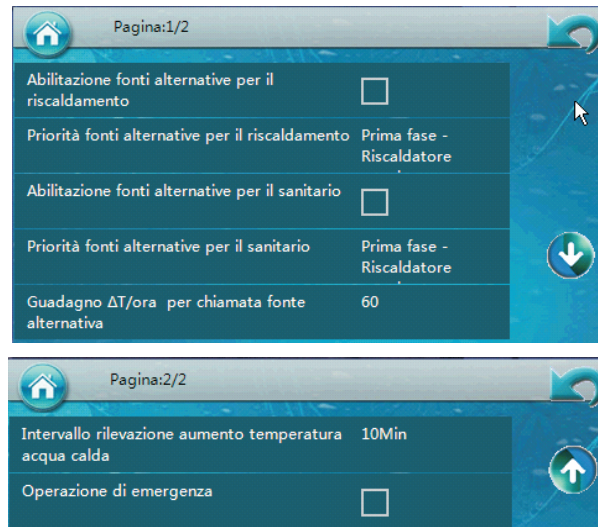 Pagina:1/2
Abilitazione fonti alternative per il
riscaldamento
Priorità fonti alternative per il riscaldamento
Prima fase -
Riscaldatore
Abilitazione fonti alternative per il sanitario
Priorità fonti alternative per il sanitario
Prima fase -
Riscaldatore
Guadagno ΔT/ora per chiamata fonte
alternativa
60
Pagina:2/2
Intervallo rilevazione aumento temperatura
acqua calda
10Min
Operazione di emergenza